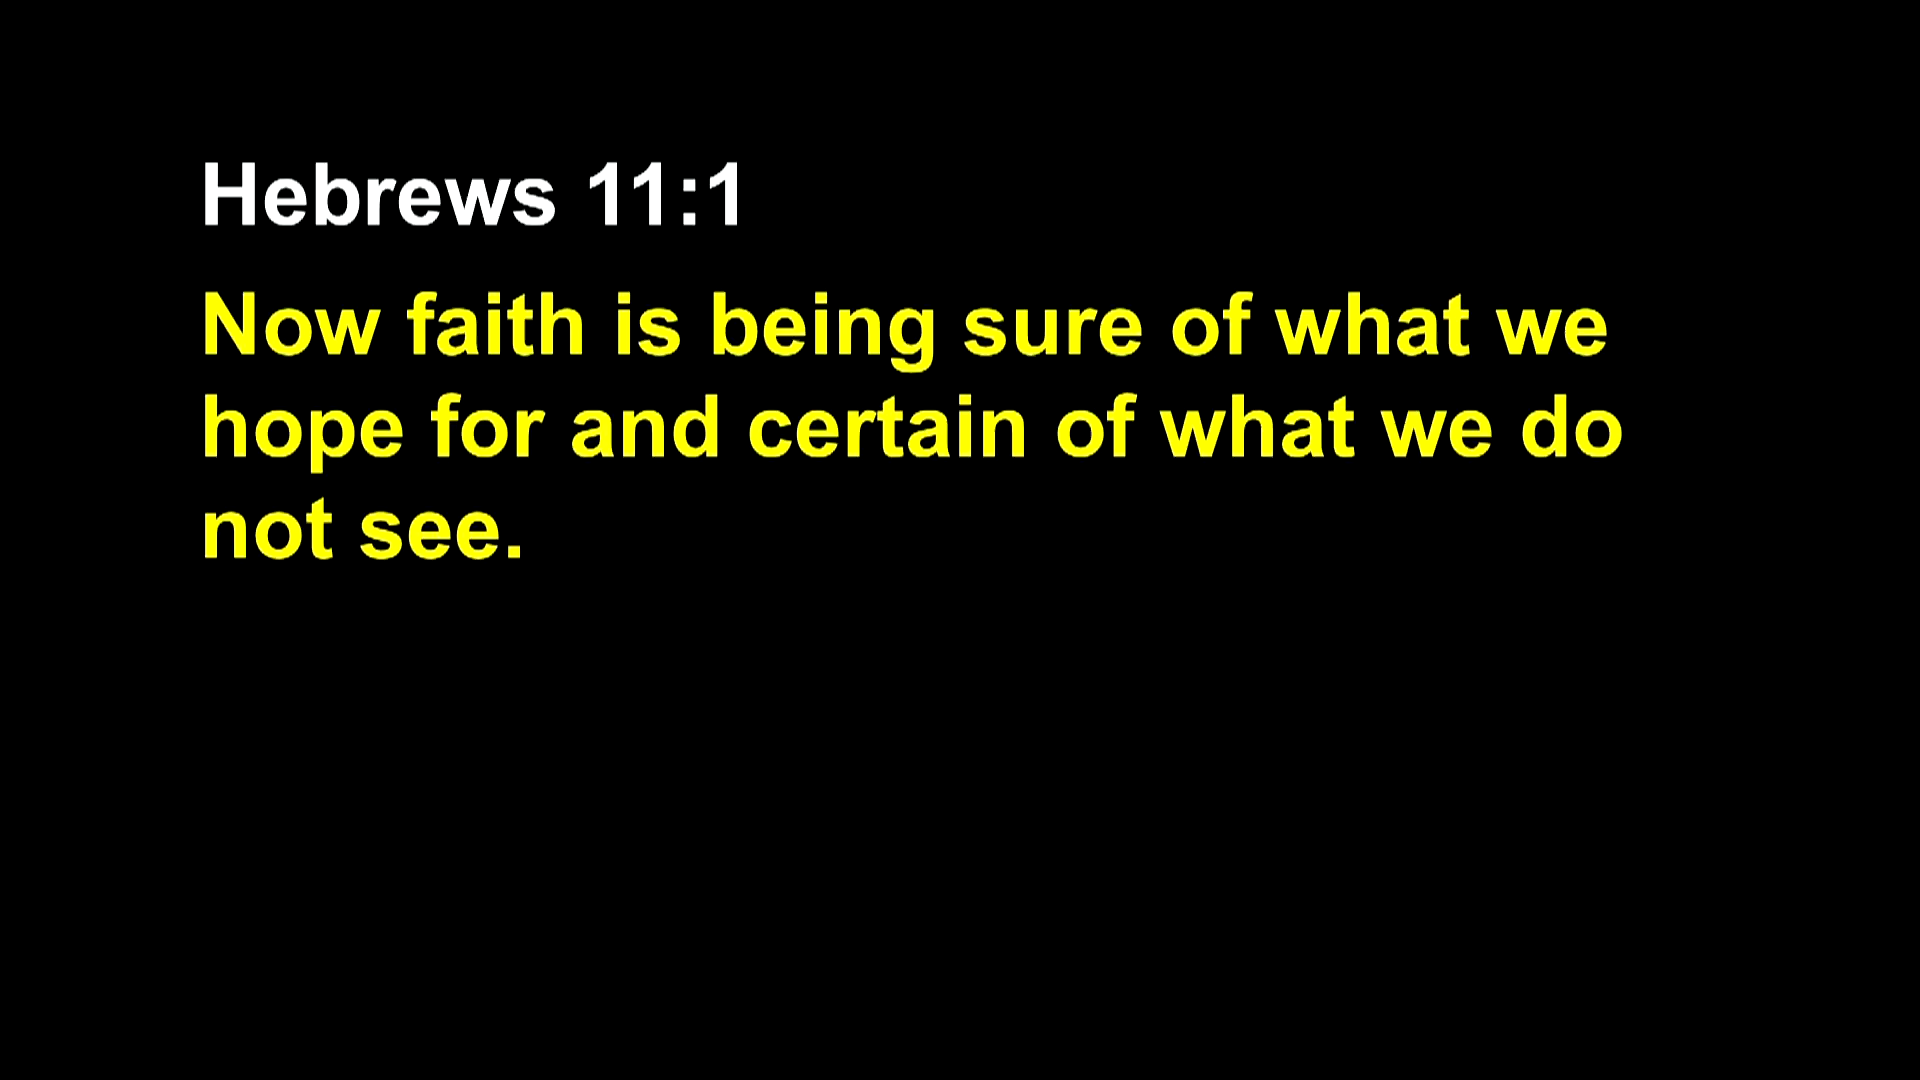 Hebrews 11:1
Now faith is being sure of what we
hope for and certain of what we do
not see.